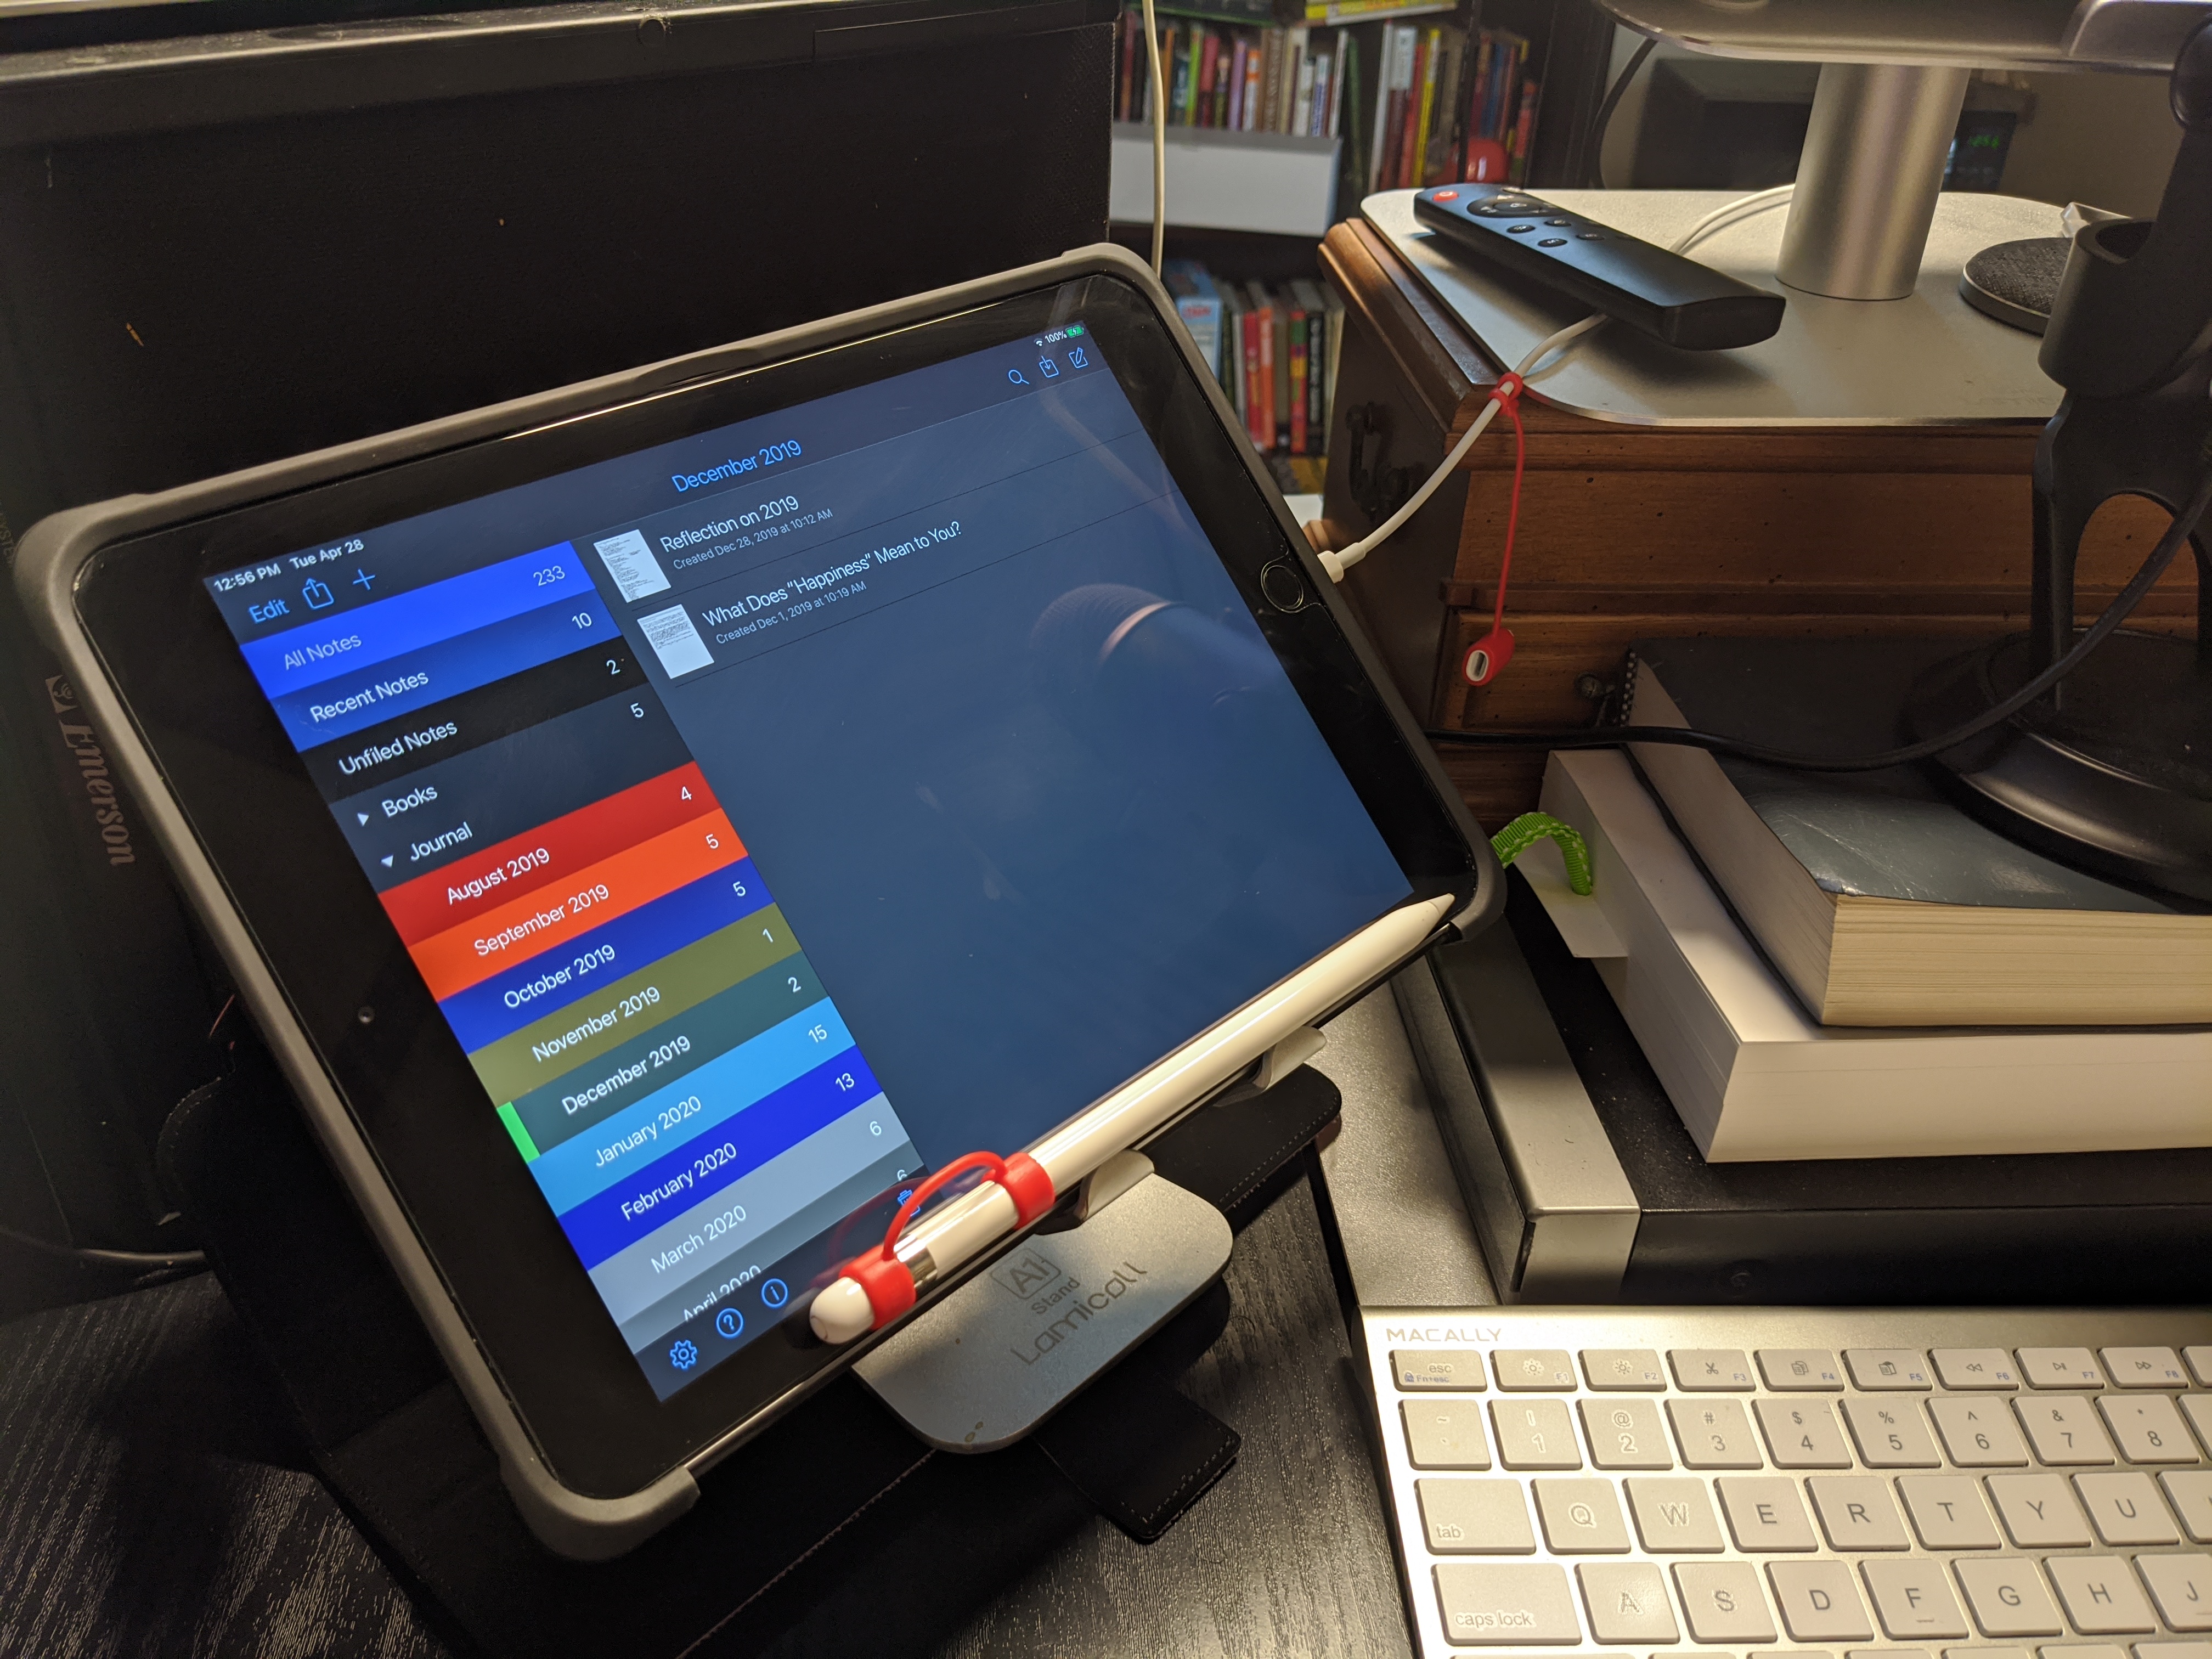 12:56 PM Tue Apr 28
100%
Edit
December 2019
All Notes 233
Recent Notes 10
Unfiled Notes 2
Books 5
Journal
August 2019 4
September 2019 5
October 2019 5
November 2019 1
December 2019 2
January 2020 15
February 2020 13
March 2020 6
April 2020 6
Reflection on 2019
Created Dec 28, 2019 at 10:12 AM
What Does "Happiness" Mean to You?
Created Dec 1, 2019 at 10:19 AM
Emerson
A1
Stand
Lamicall
MACALLY
esc F1 F2 F3 F4 F5 F6 F7 F8
Fn+esc
~ ! @ # $ % ^ & *
` 1 2 3 4 5 6 7 8
tab Q W E R T Y U
caps lock A S D F G H J